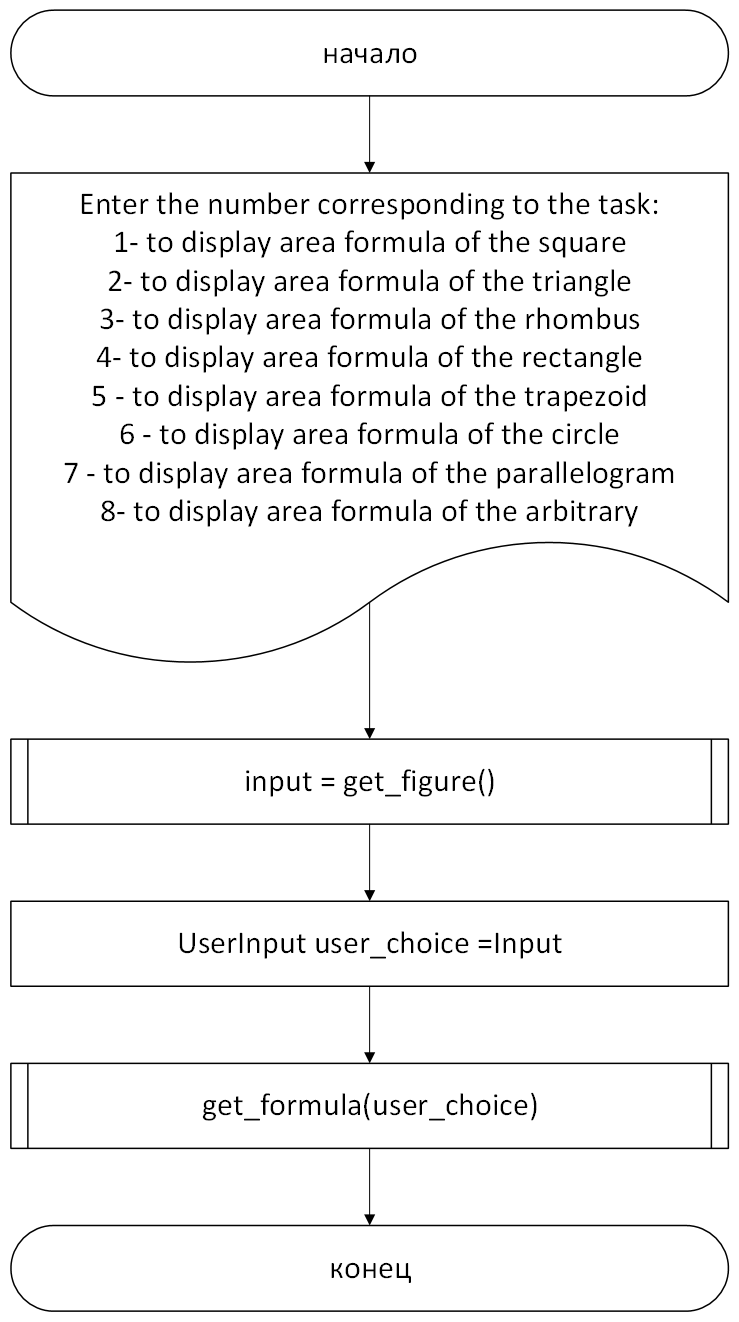 начало
Enter the number corresponding to the task:
1- to display area formula of the square
2- to display area formula of the triangle
3- to display area formula of the rhombus
4- to display area formula of the rectangle
5 - to display area formula of the trapezoid
6 - to display area formula of the circle
7 - to display area formula of the parallelogram
8- to display area formula of the arbitrary
input = get_figure()
UserInput user_choice =Input
get_formula(user_choice)
конец